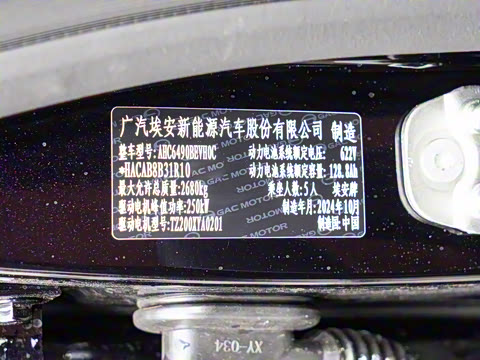 广汽埃安新能源汽车股份有限公司 制造
整车型号: AHC6490BEVH0C 动力电池系统额定电压: 622V
*HACAB8B31R10 动力电池系统额定容量: 128.8Ah
最大允许总质量: 2680kg 乘坐人数: 5人 埃安牌
驱动电机峰值功率: 250kW 制造年月: 2024年10月
驱动电机型号: TZ200XYA0201 制造国: 中国
GAC MOTOR
XY-034